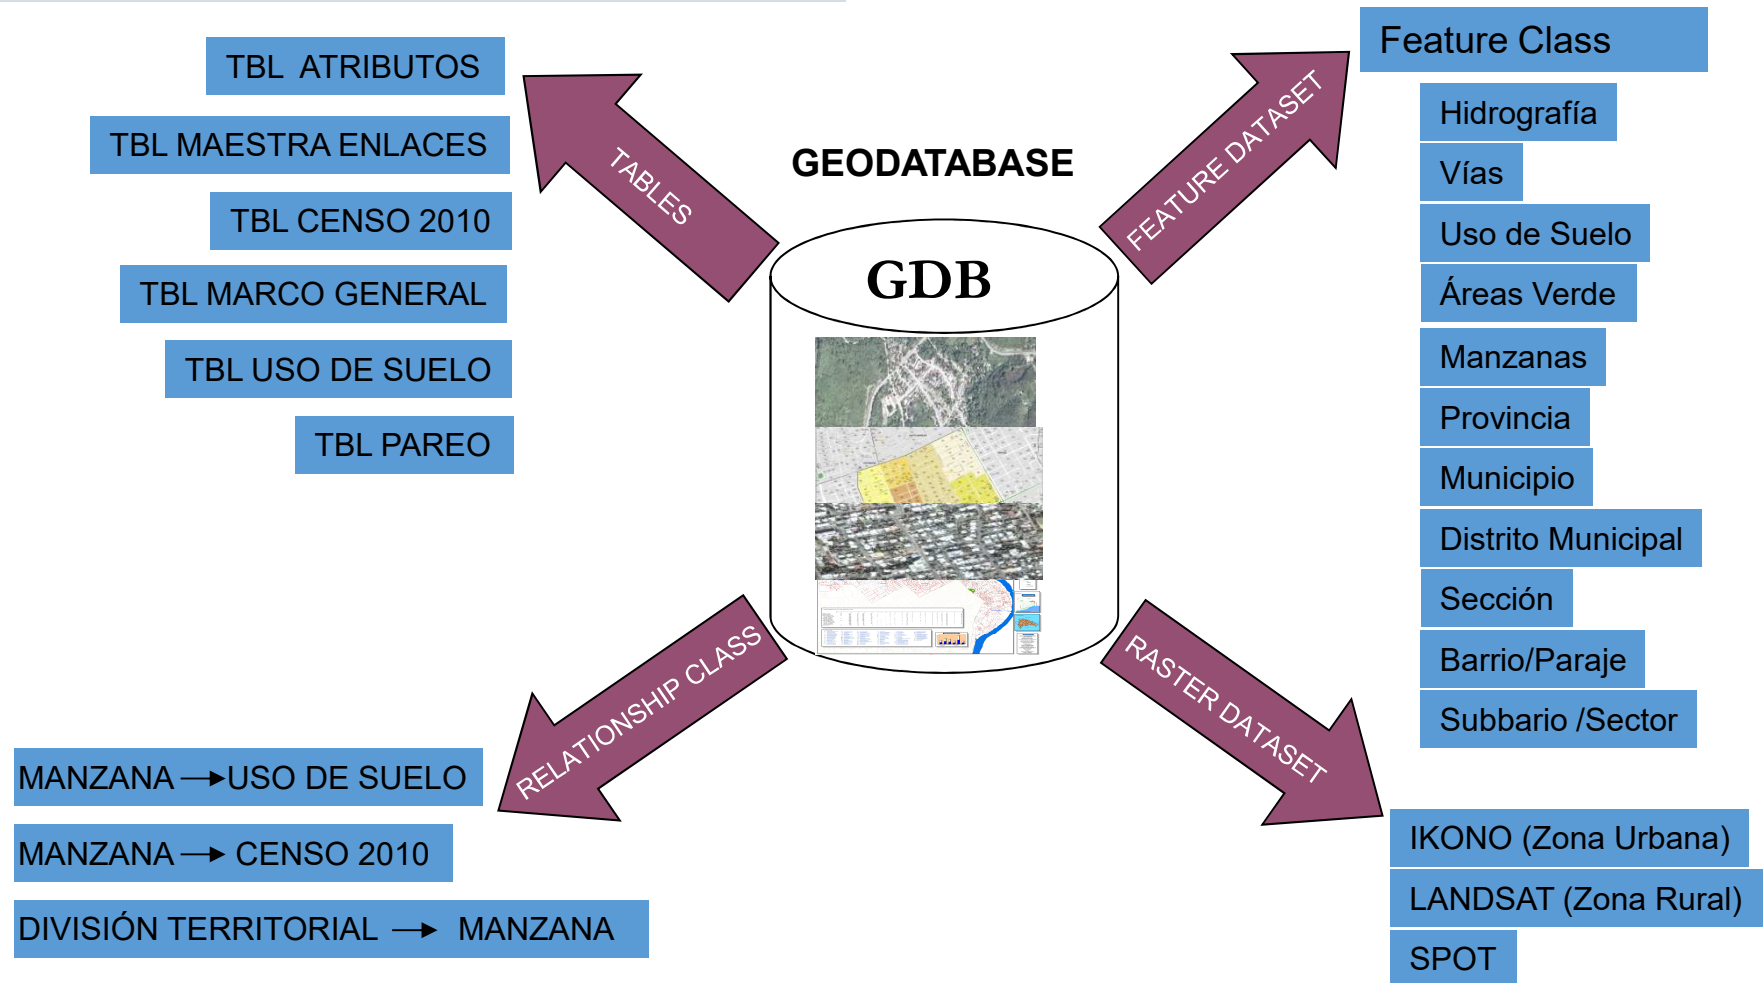 TBL ATRIBUTOS
TBL MAESTRA ENLACES
TBL CENSO 2010
TBL MARCO GENERAL
TBL USO DE SUELO
TBL PAREO
TABLES
GEODATABASE
GDB
FEATURE DATASET
Feature Class
Hidrografía
Vías
Uso de Suelo
Áreas Verde
Manzanas
Provincia
Municipio
Distrito Municipal
Sección
Barrio/Paraje
Subbario /Sector
RELATIONSHIP CLASS
MANZANA → USO DE SUELO
MANZANA → CENSO 2010
DIVISIÓN TERRITORIAL → MANZANA
RASTER DATASET
IKONO (Zona Urbana)
LANDSAT (Zona Rural)
SPOT